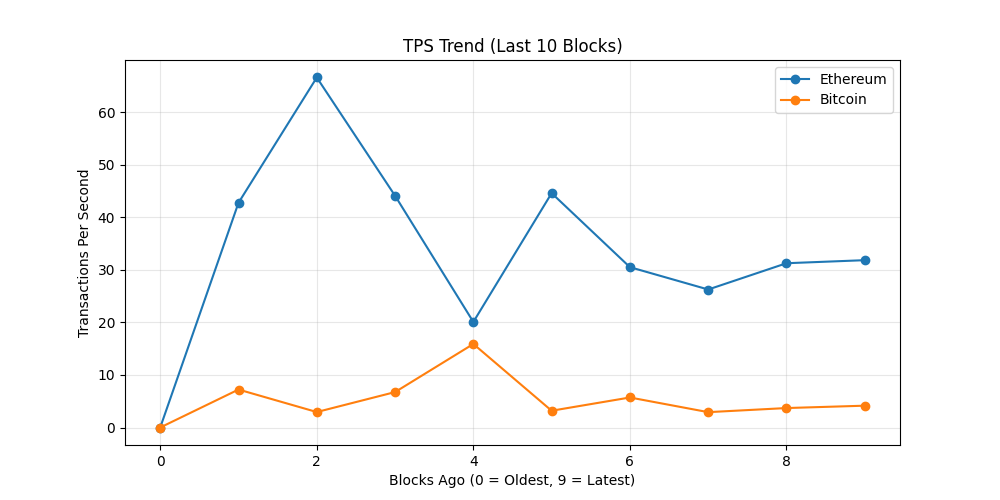 TPS Trend (Last 10 Blocks)
Ethereum
Bitcoin
Transactions Per Second
60
50
40
30
20
10
0
0 2 4 6 8
Blocks Ago (0 = Oldest, 9 = Latest)